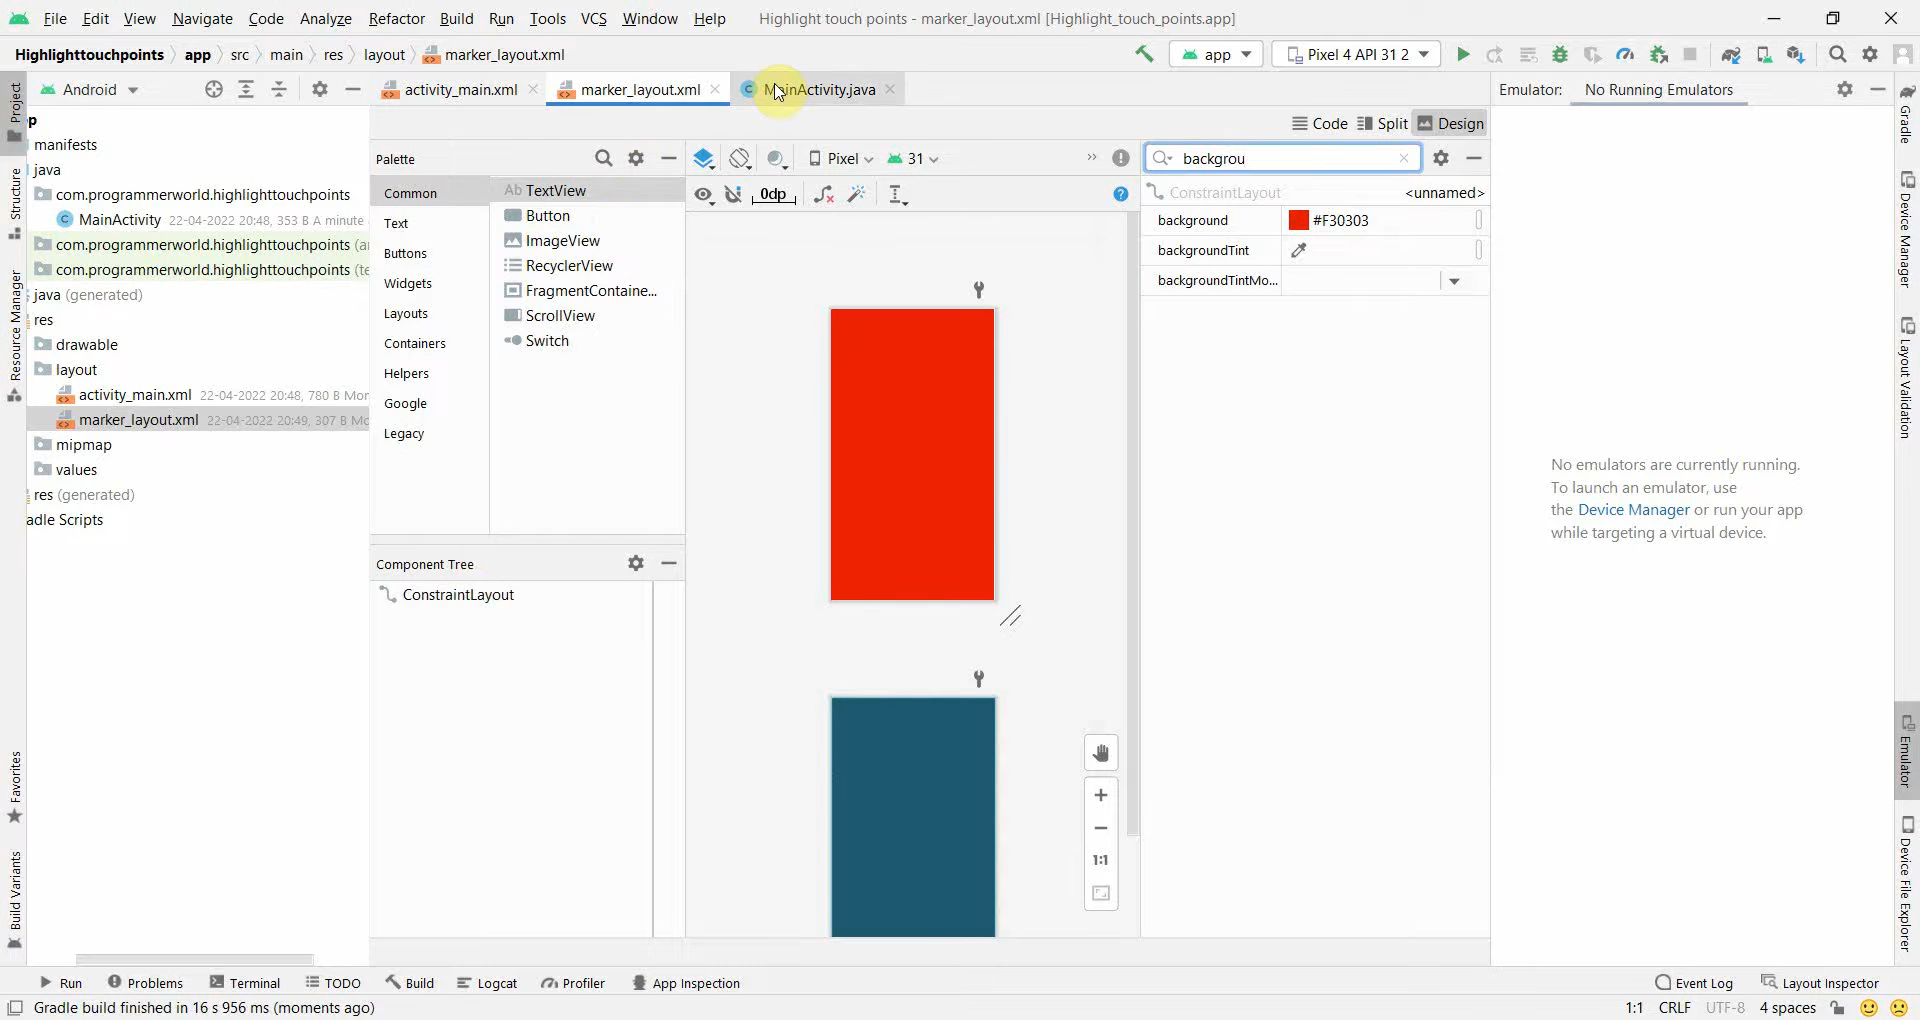 File Edit View Navigate Code Analyze Refactor Build Run Tools VCS Window Help Highlight touch points - marker_layout.xml [Highlight_touch_points.app]
Highlighttouchpoints app src main res layout marker_layout.xml app Pixel 4 API 31 2
Android activity_main.xml marker_layout.xml MainActivity.java Emulator: No Running Emulators
Code Split Design
Project
Structure
Resource Manager
Favorites
Build Variants
manifests
java
com.programmerworld.highlighttouchpoints
MainActivity 22-04-2022 20:48, 353 B A minute
com.programmerworld.highlighttouchpoints
com.programmerworld.highlighttouchpoints
java (generated)
res
drawable
layout
activity_main.xml 22-04-2022 20:48, 780 B
marker_layout.xml 22-04-2022 20:49, 307 B
mipmap
values
res (generated)
adle Scripts
Palette
Common
Text
Buttons
Widgets
Layouts
Containers
Helpers
Google
Legacy
Ab TextView
Button
ImageView
RecyclerView
FragmentContaine...
ScrollView
Switch
Component Tree
ConstraintLayout
Pixel 31
0dp
1:1
backgrou
ConstraintLayout <unnamed>
background #F30303
backgroundTint
backgroundTintMo...
No emulators are currently running.
To launch an emulator, use
the Device Manager or run your app
while targeting a virtual device.
Gradle
Device Manager
Layout Validation
Emulator
Device File Explorer
Run Problems Terminal TODO Build Logcat Profiler App Inspection Event Log Layout Inspector
Gradle build finished in 16 s 956 ms (moments ago) 1:1 CRLF UTF-8 4 spaces